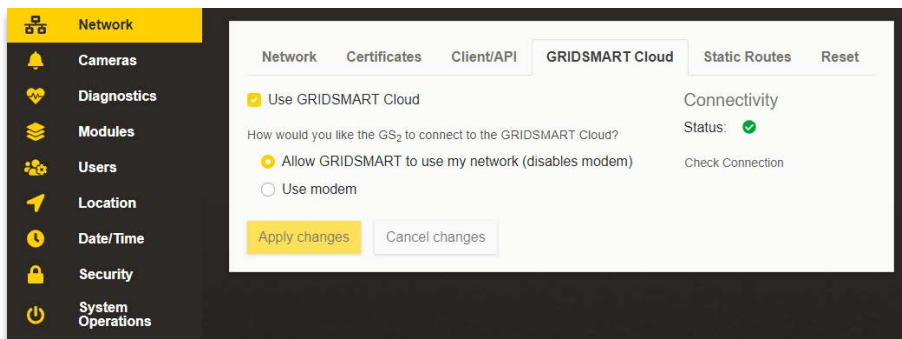 Network
Cameras
Diagnostics
Modules
Users
Location
Date/Time
Security
System
Operations
Network Certificates Client/API GRIDSMART Cloud Static Routes Reset
Use GRIDSMART Cloud
How would you like the GS2 to connect to the GRIDSMART Cloud?
Allow GRIDSMART to use my network (disables modem)
Use modem
Apply changes Cancel changes
Connectivity
Status:
Check Connection